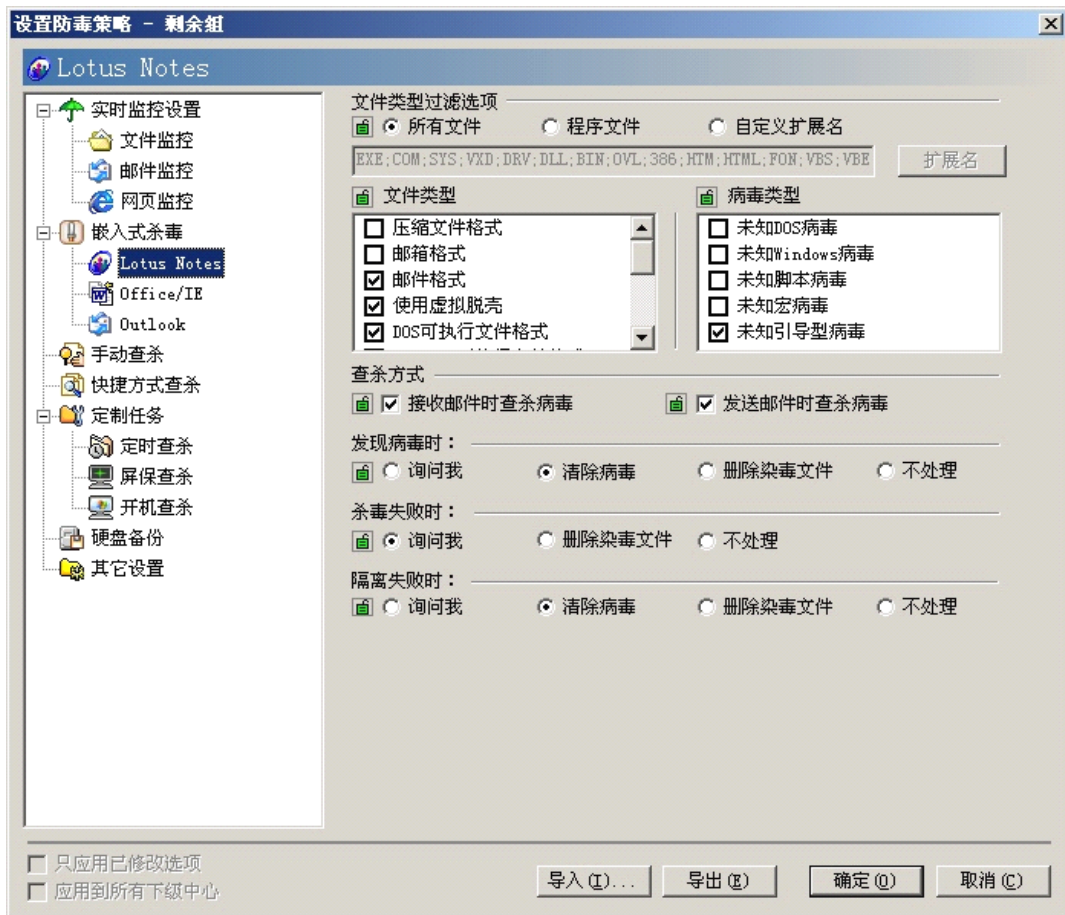 设置防毒策略 - 剩余组
Lotus Notes
实时监控设置
文件监控
邮件监控
网页监控
嵌入式杀毒
Lotus Notes
Office/IE
Outlook
手动查杀
快捷方式查杀
定制任务
定时查杀
屏保查杀
开机查杀
硬盘备份
其它设置
文件类型过滤选项
所有文件 程序文件 自定义扩展名
EXE;COM;SYS;VXD;DRV;DLL;BIN;OVL;386;HTM;HTML;FON;VBS;VBE 扩展名
文件类型 病毒类型
压缩文件格式 未知DOS病毒
邮箱格式 未知Windows病毒
邮件格式 未知脚本病毒
使用虚拟脱壳 未知宏病毒
DOS可执行文件格式 未知引导型病毒
查杀方式
接收邮件时查杀病毒 发送邮件时查杀病毒
发现病毒时：
询问我 清除病毒 删除染毒文件 不处理
杀毒失败时：
询问我 删除染毒文件 不处理
隔离失败时：
询问我 清除病毒 删除染毒文件 不处理
只应用已修改选项
应用到所有下级中心
导入(I)... 导出(E) 确定(O) 取消(C)